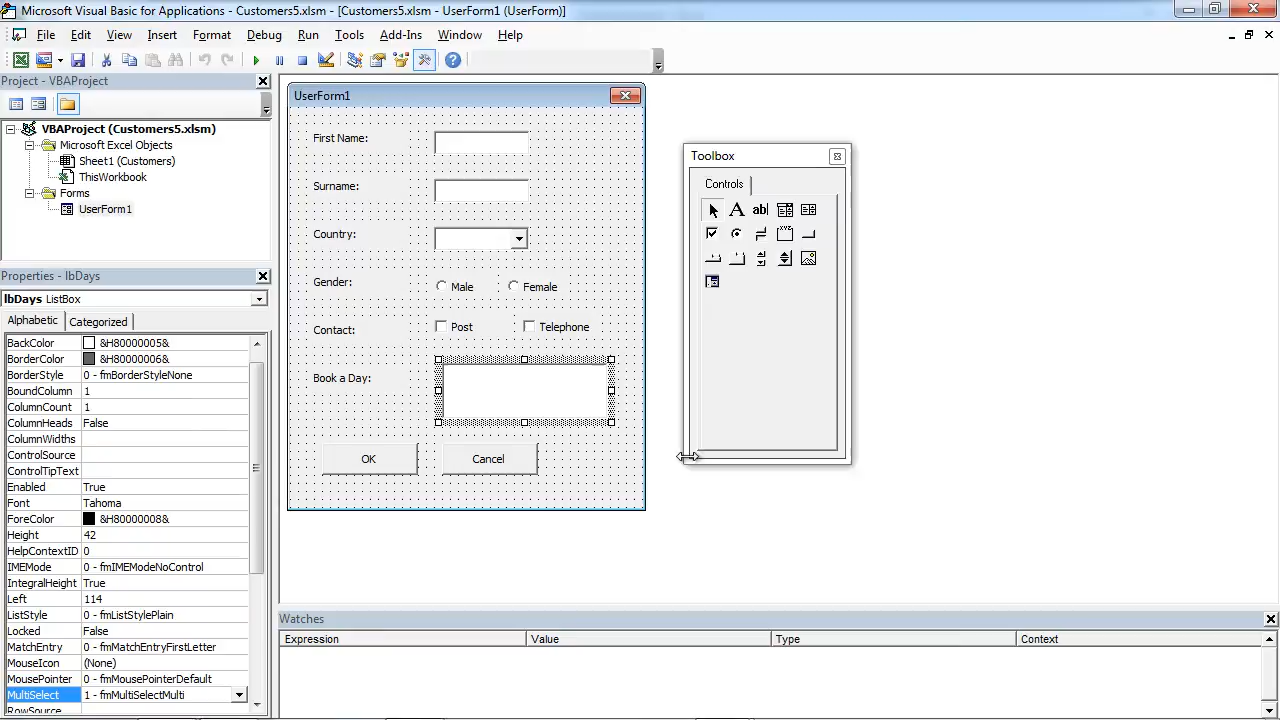 Microsoft Visual Basic for Applications - Customers5.xlsm - [Customers5.xlsm - UserForm1 (UserForm)]
File Edit View Insert Format Debug Run Tools Add-Ins Window Help
Project - VBAProject
VBAProject (Customers5.xlsm)
Microsoft Excel Objects
Sheet1 (Customers)
ThisWorkbook
Forms
UserForm1
Properties - lbDays
lbDays ListBox
Alphabetic Categorized
BackColor &H80000005&
BorderColor &H80000006&
BorderStyle 0 - fmBorderStyleNone
BoundColumn 1
ColumnCount 1
ColumnHeads False
ColumnWidths
ControlSource
ControlTipText
Enabled True
Font Tahoma
ForeColor &H80000008&
Height 42
HelpContextID 0
IMEMode 0 - fmIMEModeNoControl
IntegralHeight True
Left 114
ListStyle 0 - fmListStylePlain
Locked False
MatchEntry 0 - fmMatchEntryFirstLetter
MouseIcon (None)
MousePointer 0 - fmMousePointerDefault
MultiSelect 1 - fmMultiSelectMulti
RowSource
UserForm1
First Name:
Surname:
Country:
Gender: Male Female
Contact: Post Telephone
Book a Day:
OK Cancel
Toolbox
Controls
A ab|
Watches
Expression Value Type Context